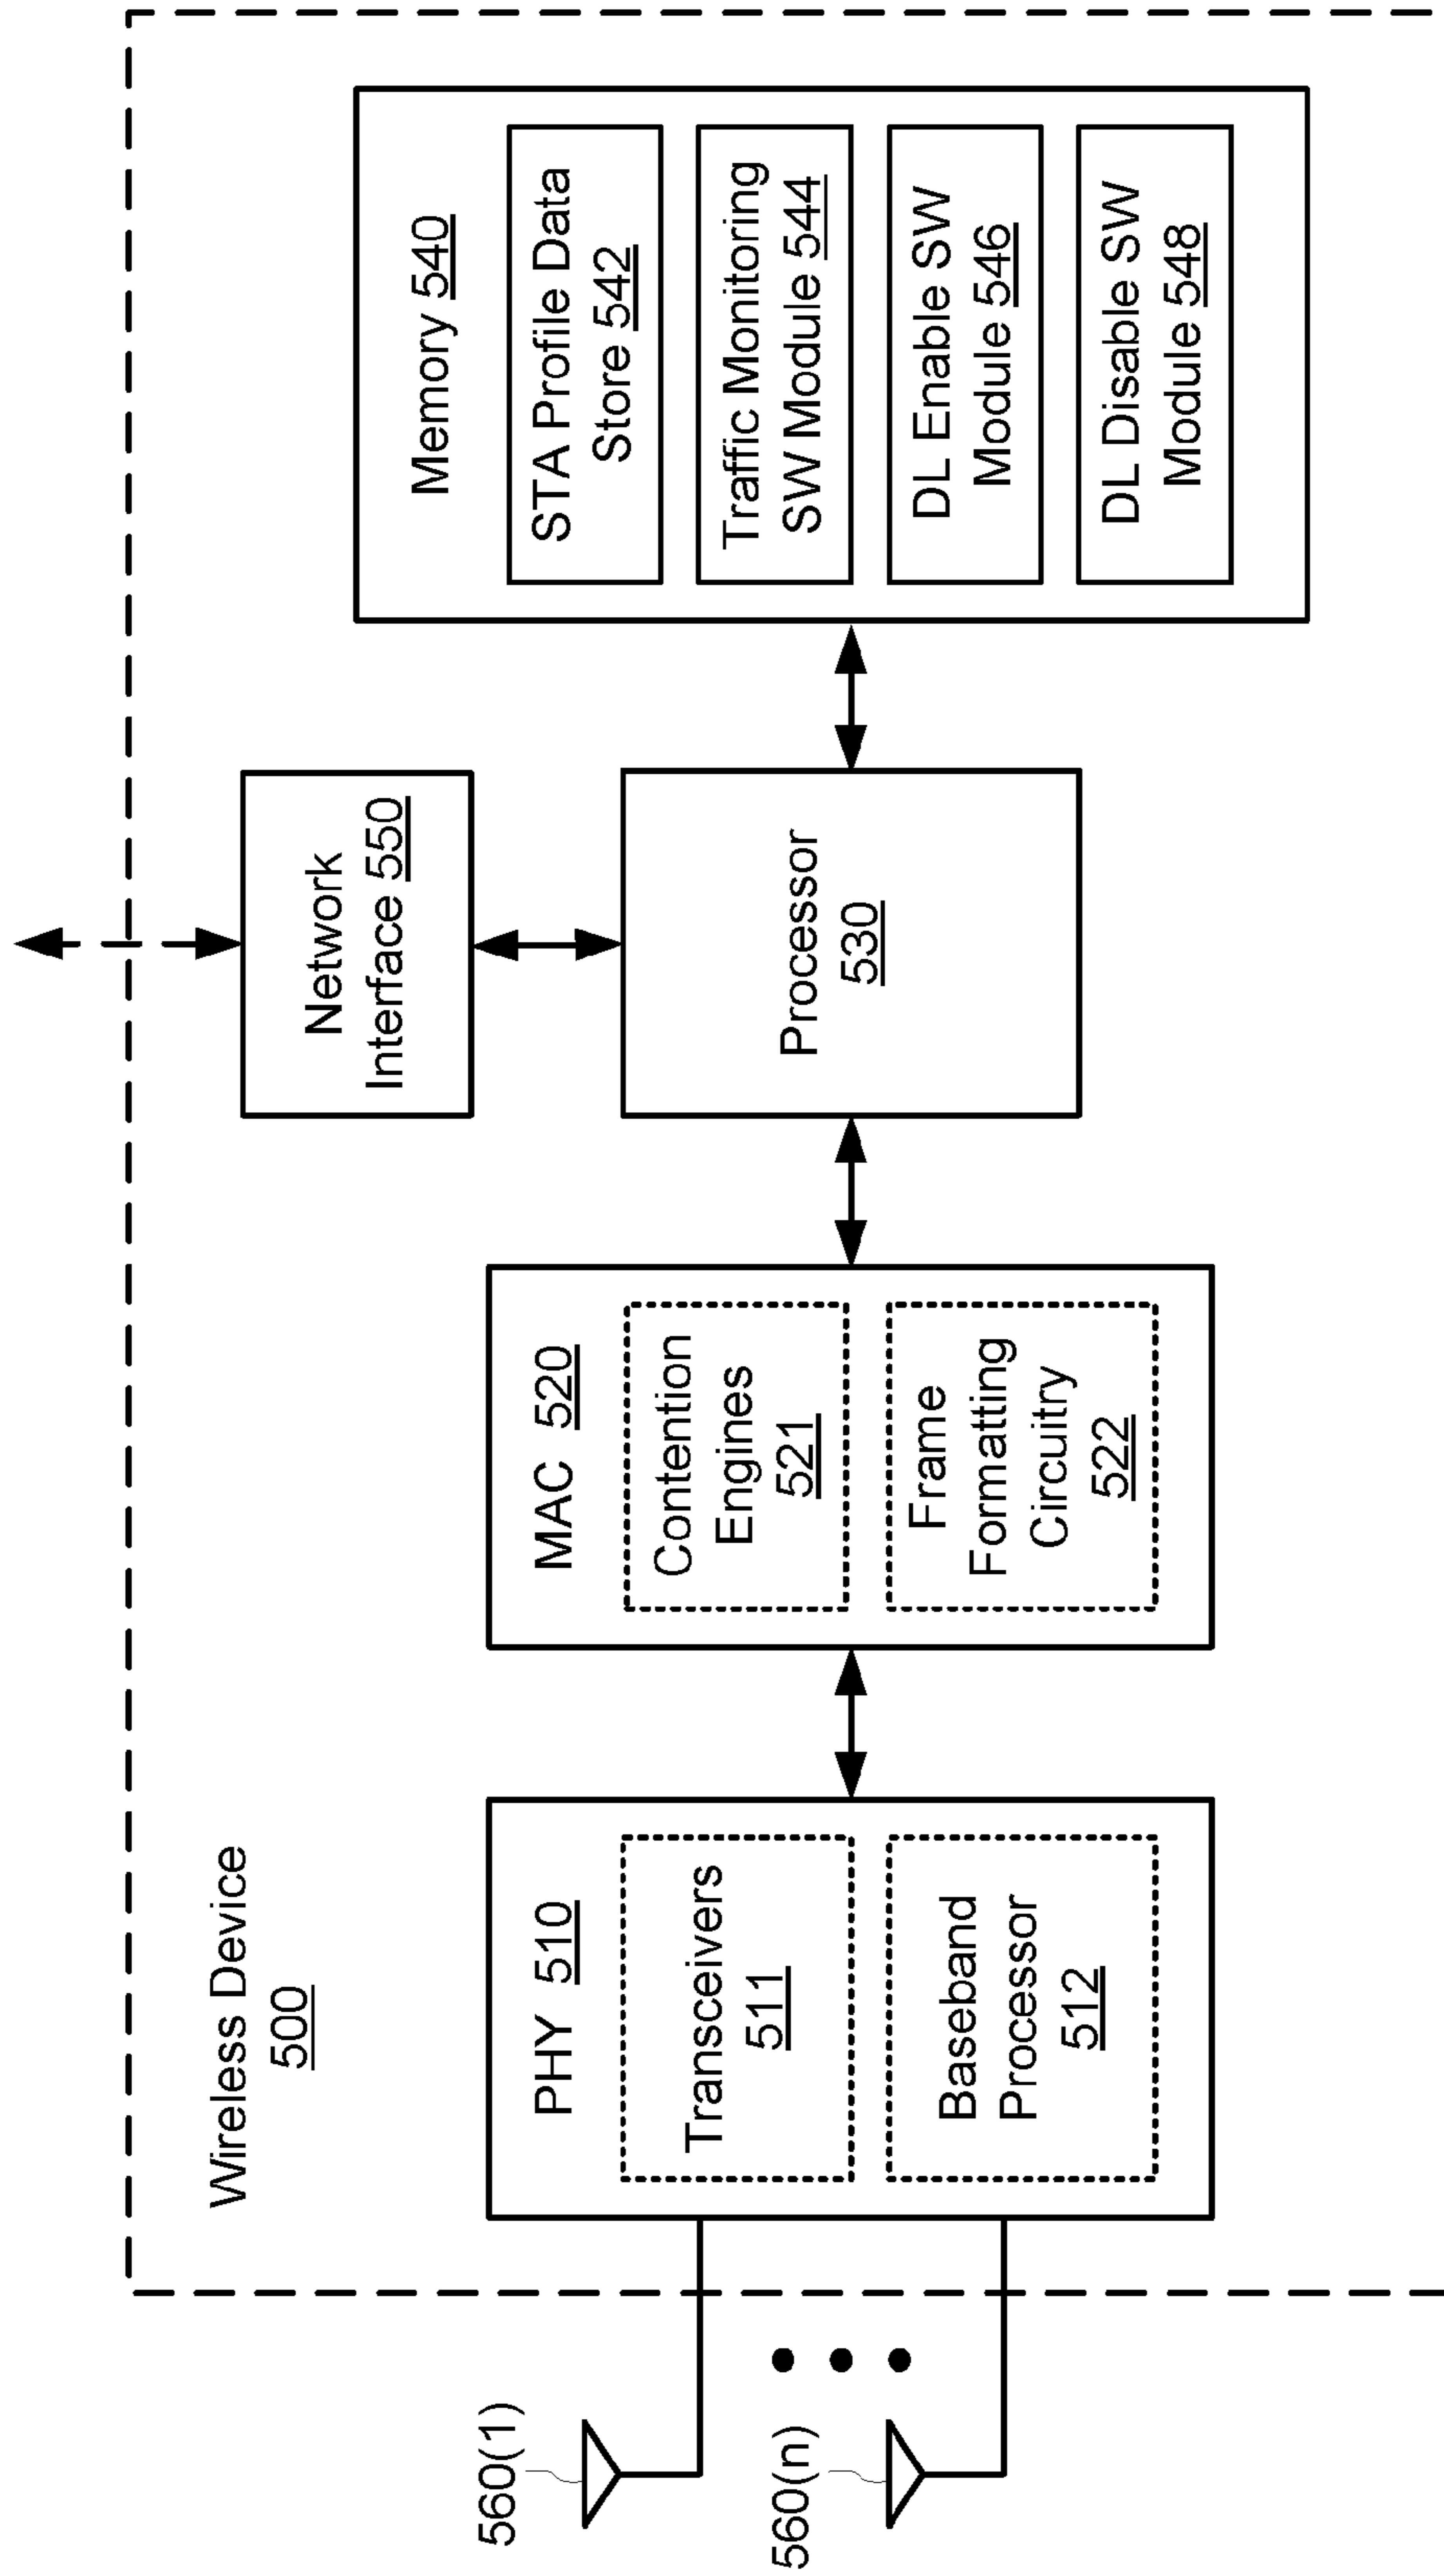 Wireless Device
500
560(1)
560(n)
PHY 510
Transceivers
511
Baseband
Processor
512
MAC 520
Contention
Engines
521
Frame
Formatting
Circuitry
522
Network
Interface 550
Processor
530
Memory 540
STA Profile Data
Store 542
Traffic Monitoring
SW Module 544
DL Enable SW
Module 546
DL Disable SW
Module 548